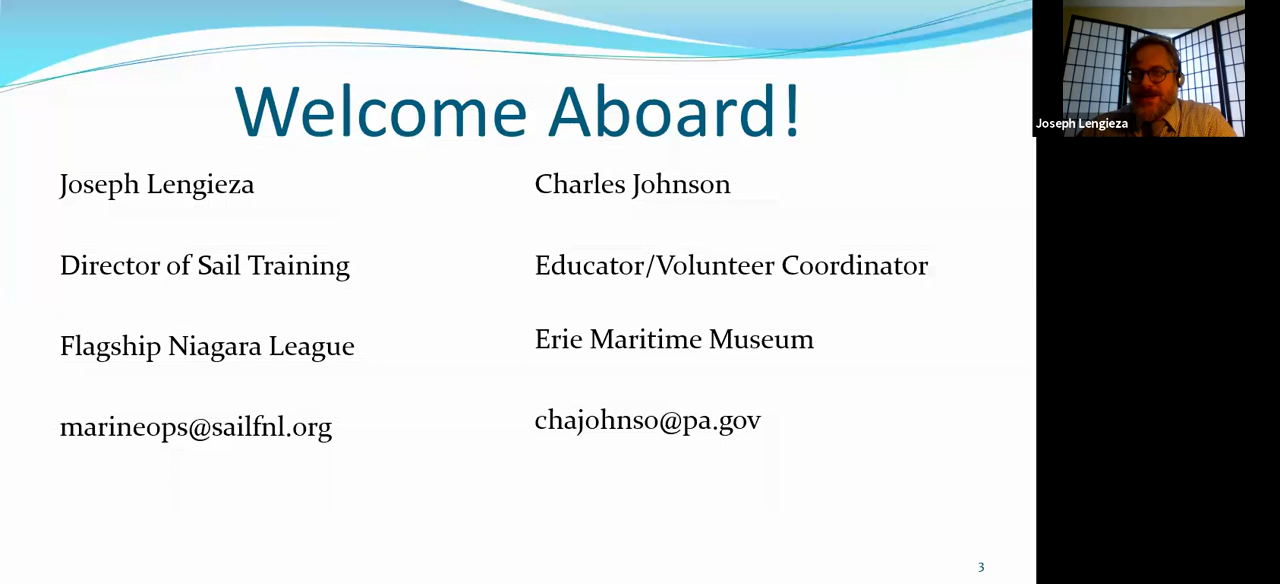 Welcome Aboard!
Joseph Lengieza
Director of Sail Training
Flagship Niagara League
marineops@sailfnl.org
Charles Johnson
Educator/Volunteer Coordinator
Erie Maritime Museum
chajohnso@pa.gov
3
Joseph Lengieza